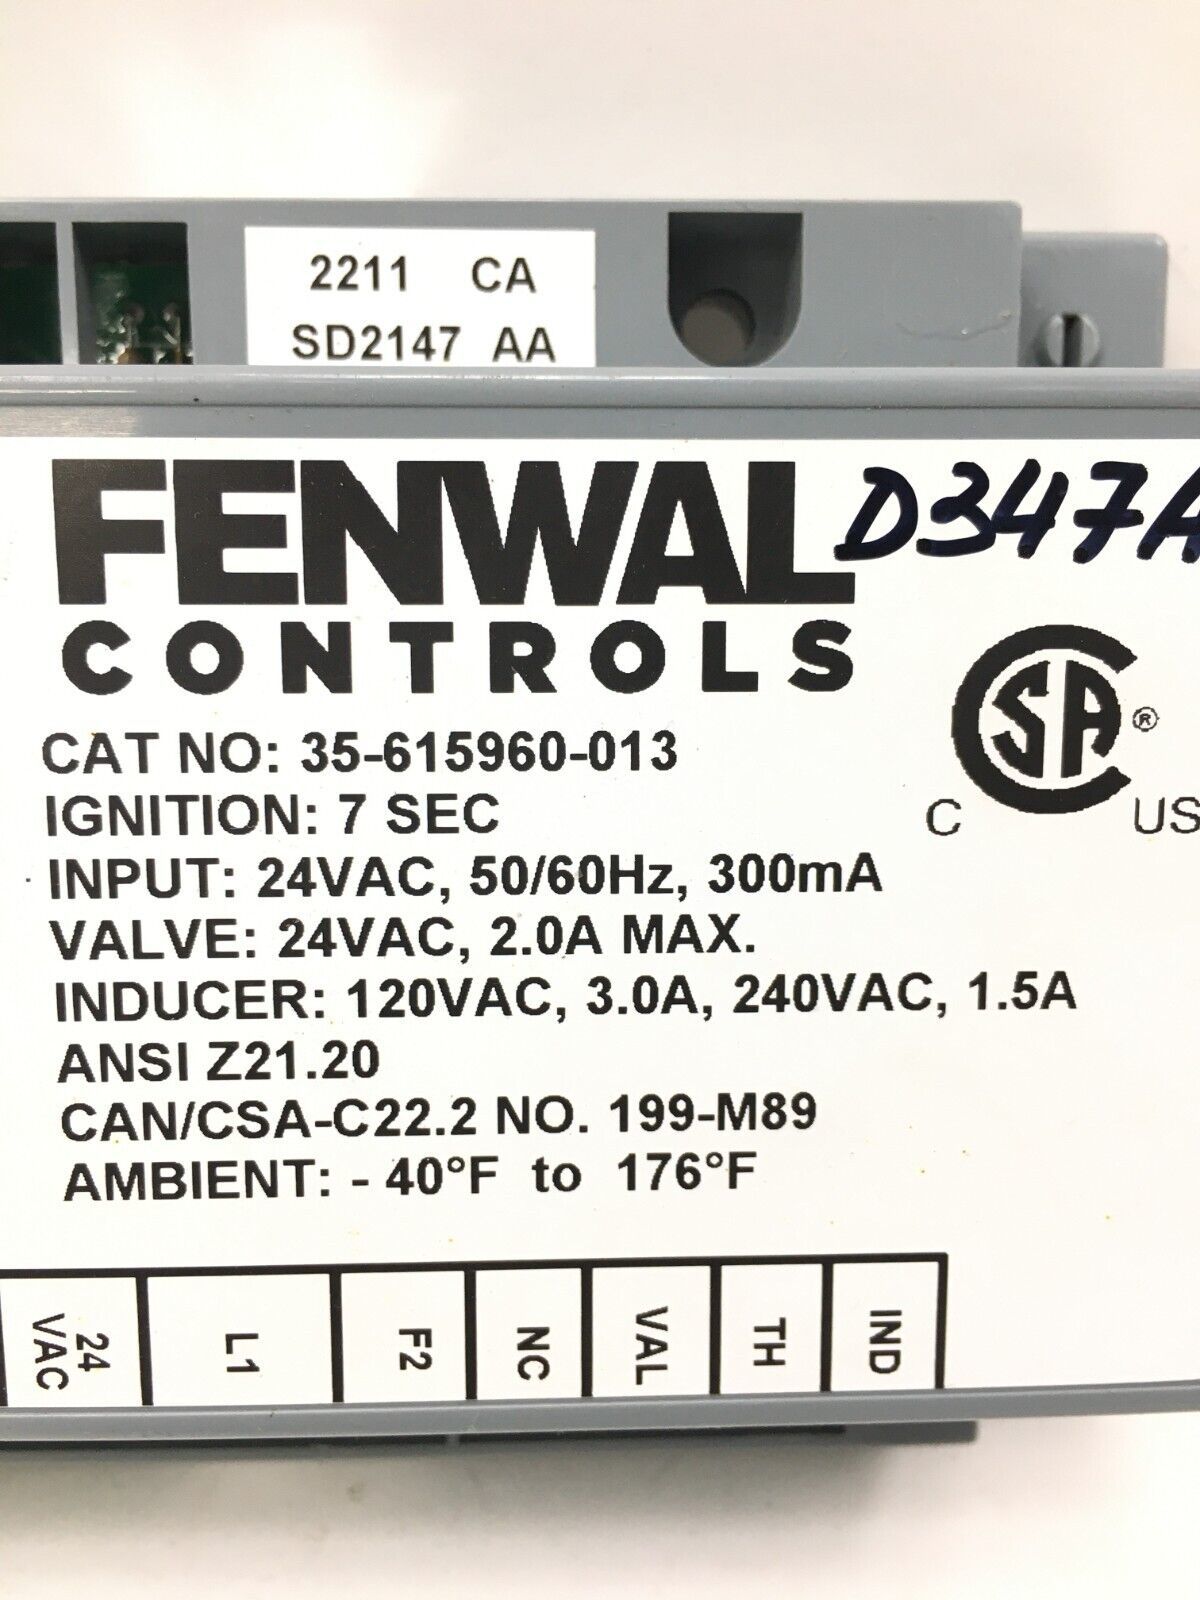 2211 CA
SD2147 AA
FENWAL D347A
CONTROLS
CSA ®
C US
CAT NO: 35-615960-013
IGNITION: 7 SEC
INPUT: 24VAC, 50/60Hz, 300mA
VALVE: 24VAC, 2.0A MAX.
INDUCER: 120VAC, 3.0A, 240VAC, 1.5A
ANSI Z21.20
CAN/CSA-C22.2 NO. 199-M89
AMBIENT: - 40°F to 176°F
24 VAC
L1
F2
NC
VAL
TH
IND